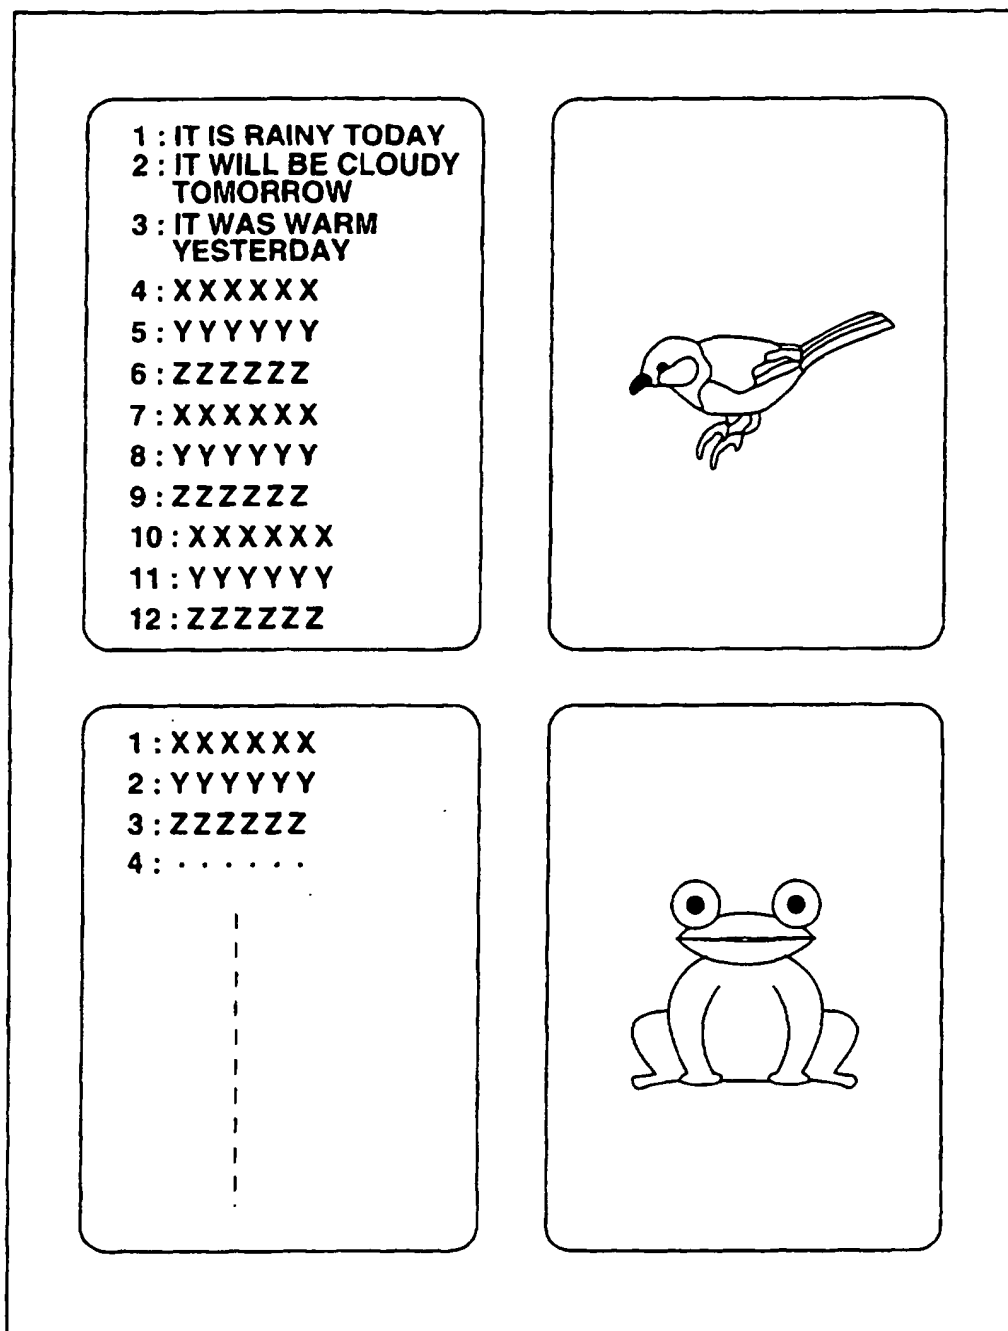 1 : IT IS RAINY TODAY
2 : IT WILL BE CLOUDY
TOMORROW
3 : IT WAS WARM
YESTERDAY
4 : XXXXXX
5 : YYYYYY
6 : ZZZZZZ
7 : XXXXXX
8 : YYYYYY
9 : ZZZZZZ
10 : XXXXXX
11 : YYYYYY
12 : ZZZZZZ
1 : XXXXXX
2 : YYYYYY
3 : ZZZZZZ
4 : · · · · · ·